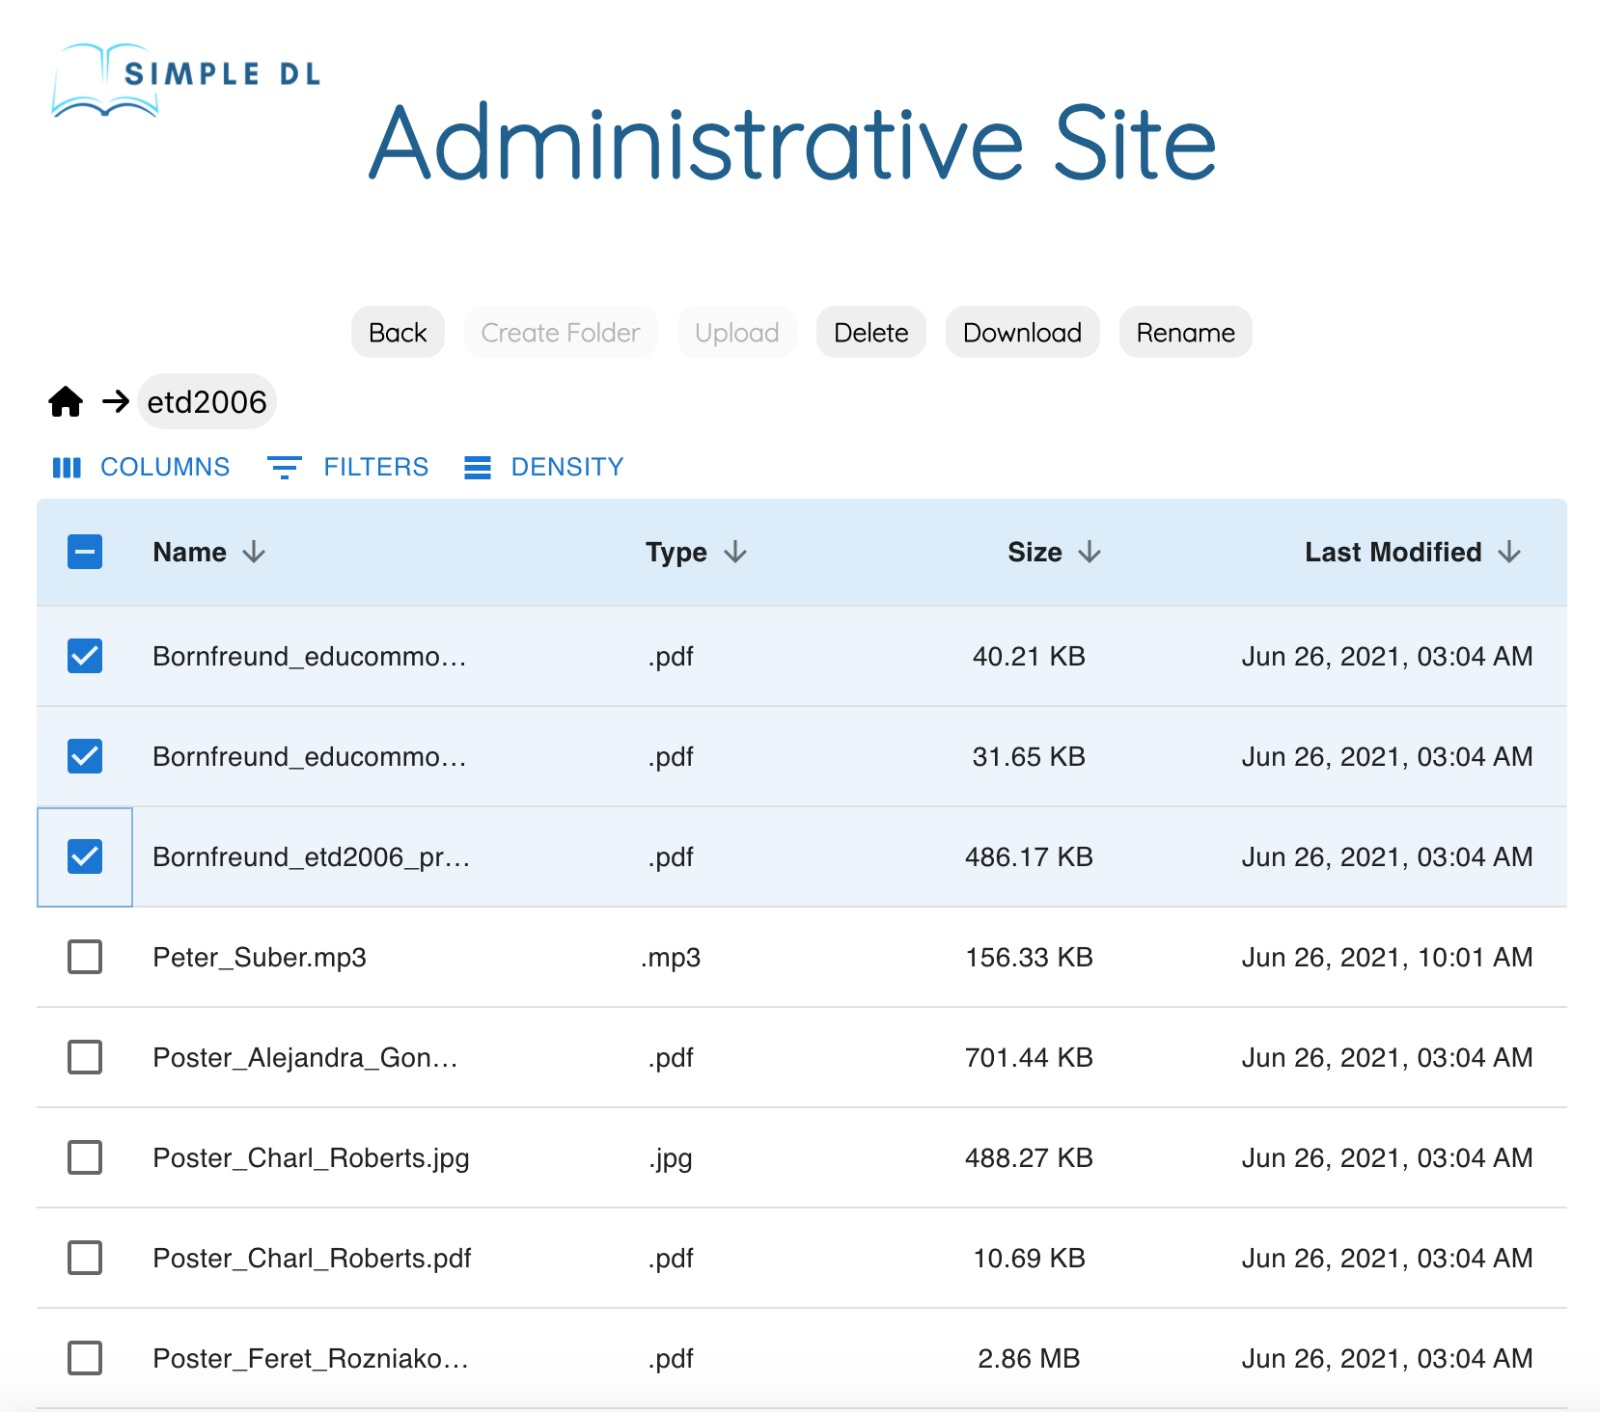 SIMPLE DL
Administrative Site
Back Create Folder Upload Delete Download Rename
etd2006
COLUMNS FILTERS DENSITY
Name Type Size Last Modified
Bornfreund_educommo... .pdf 40.21 KB Jun 26, 2021, 03:04 AM
Bornfreund_educommo... .pdf 31.65 KB Jun 26, 2021, 03:04 AM
Bornfreund_etd2006_pr... .pdf 486.17 KB Jun 26, 2021, 03:04 AM
Peter_Suber.mp3 .mp3 156.33 KB Jun 26, 2021, 10:01 AM
Poster_Alejandra_Gon... .pdf 701.44 KB Jun 26, 2021, 03:04 AM
Poster_Charl_Roberts.jpg .jpg 488.27 KB Jun 26, 2021, 03:04 AM
Poster_Charl_Roberts.pdf .pdf 10.69 KB Jun 26, 2021, 03:04 AM
Poster_Feret_Rozniako... .pdf 2.86 MB Jun 26, 2021, 03:04 AM